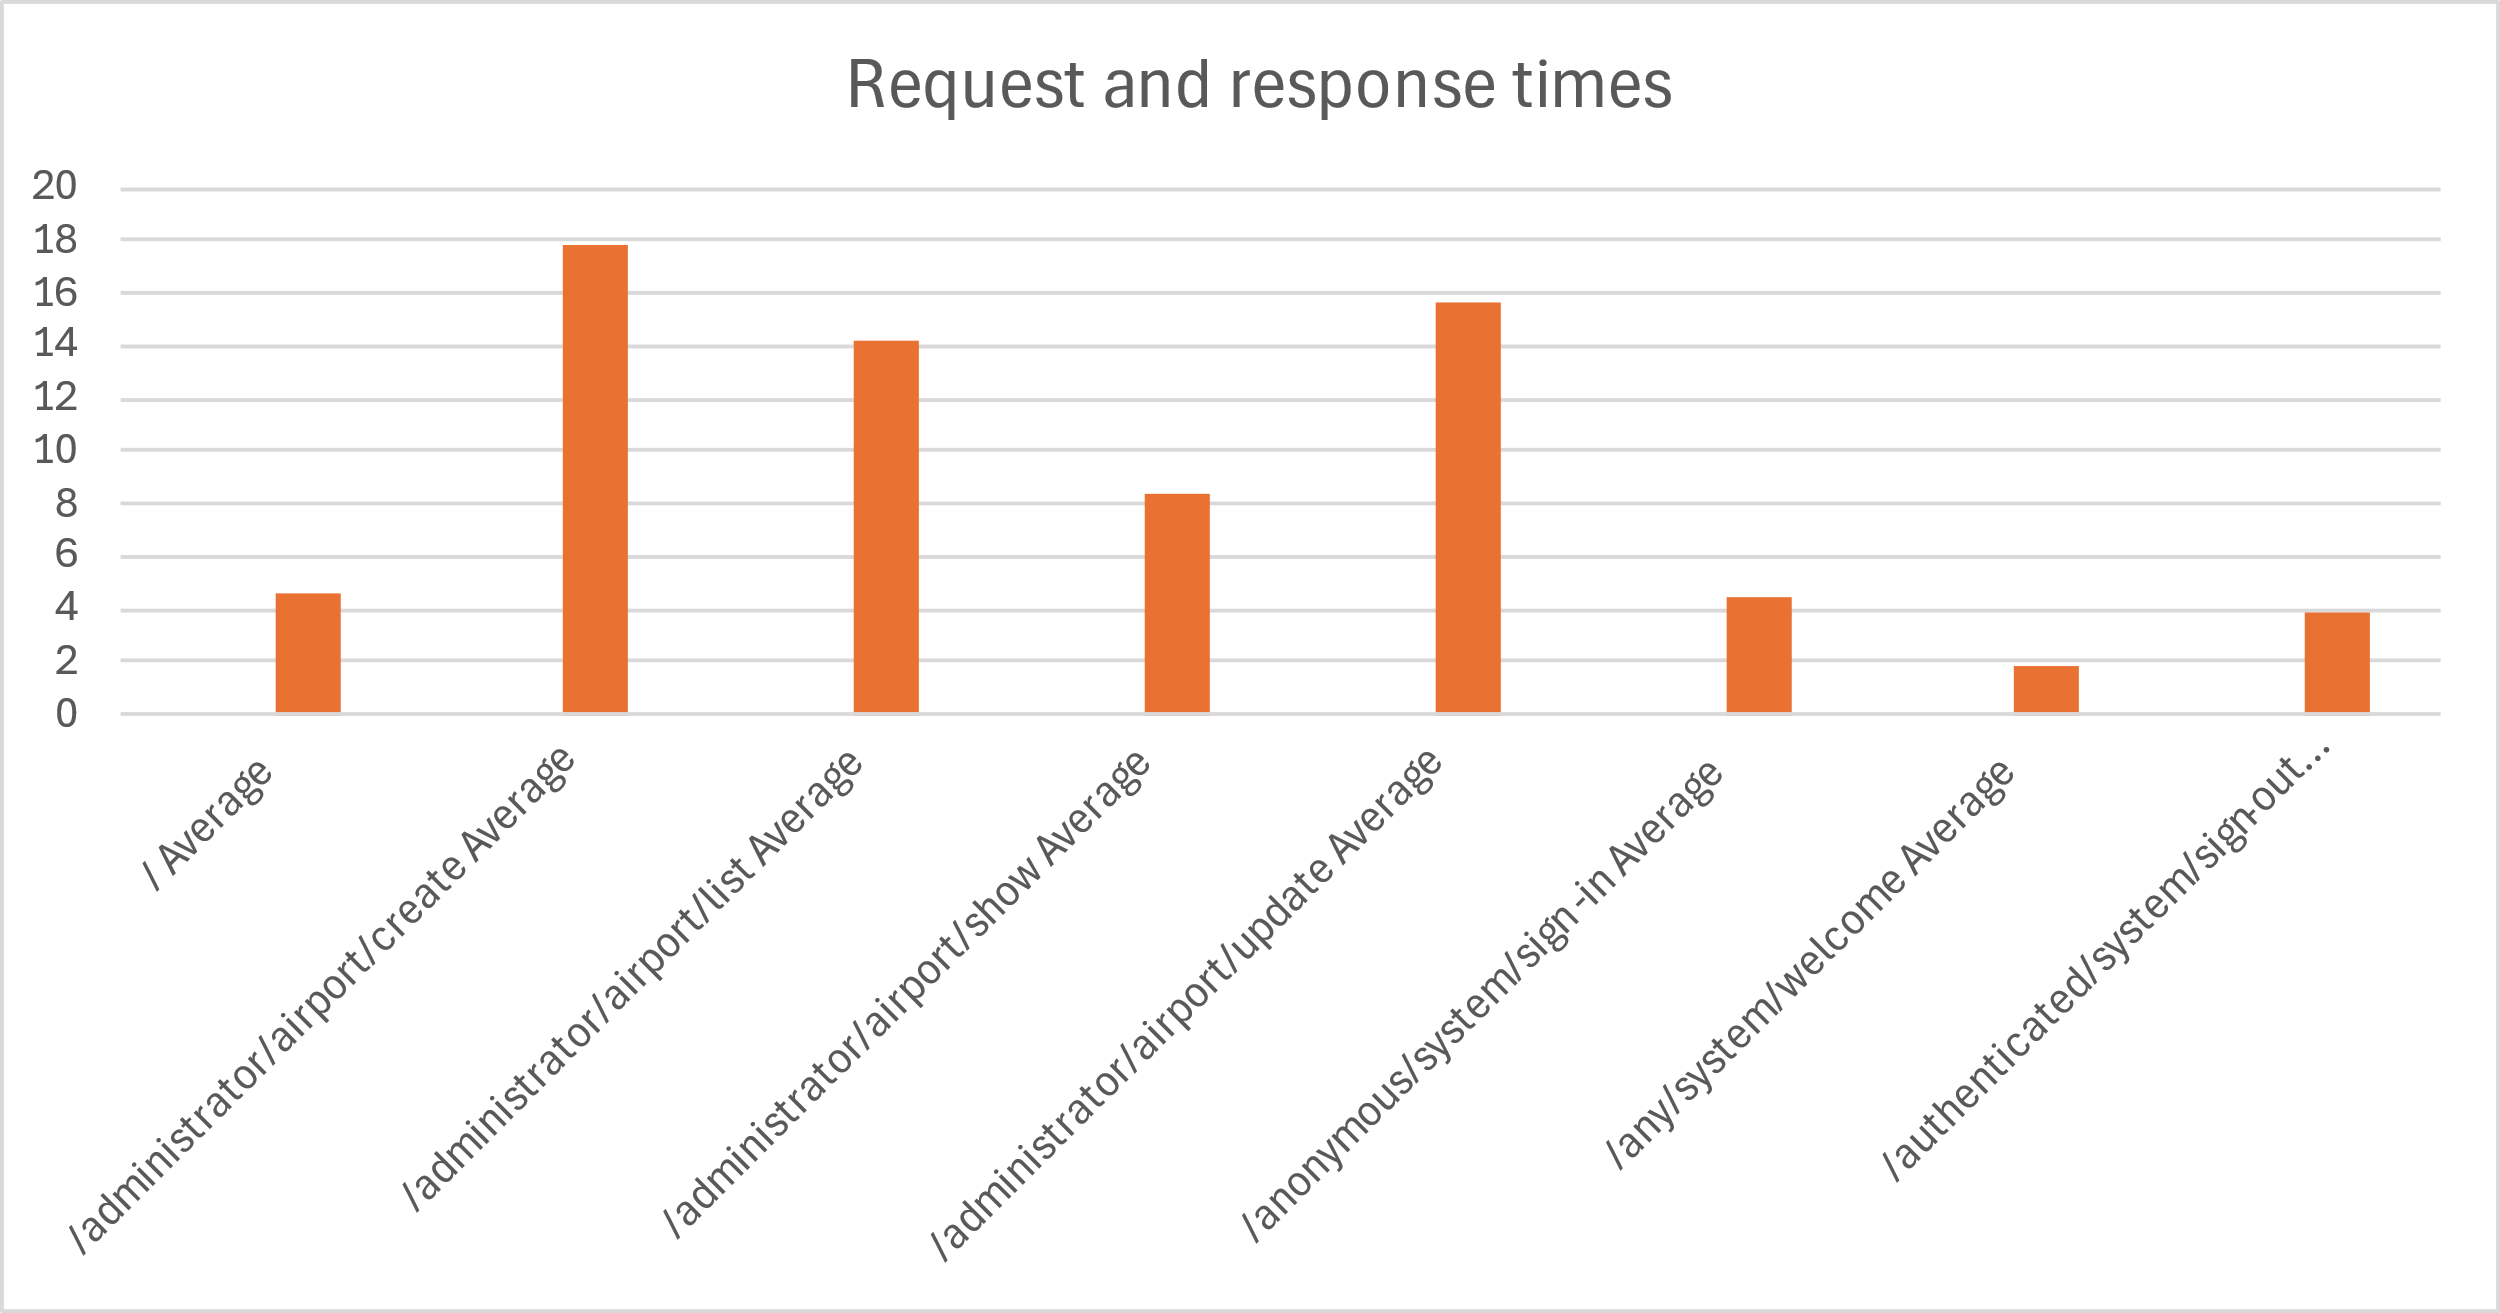 Request and response times
20
18
16
14
12
10
8
6
4
2
0
/ Average
/administrator/airport/create Average
/administrator/airport/list Average
/administrator/airport/show Average
/administrator/airport/update Average
/anonymous/system/sign-in Average
/any/system/welcome Average
/authenticated/system/sign-out...